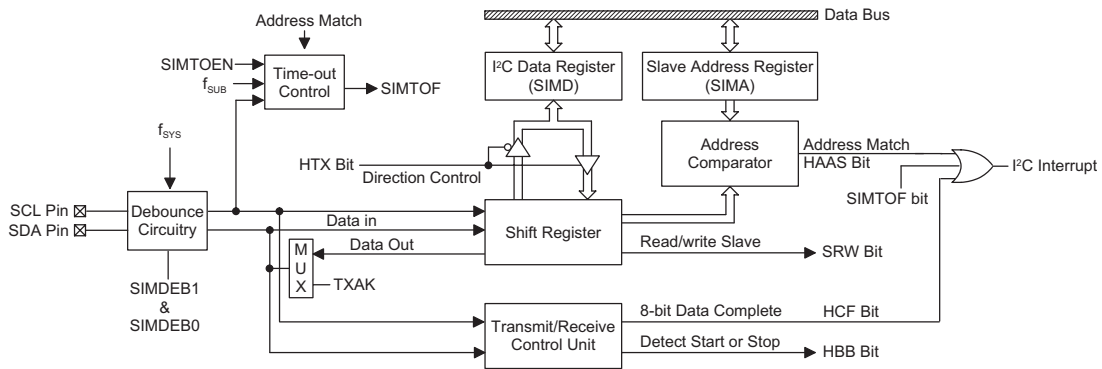 Data Bus
Address Match
SIMTOEN
fSUB
Time-out
Control
SIMTOF
I²C Data Register
(SIMD)
Slave Address Register
(SIMA)
fSYS
HTX Bit
Direction Control
Address
Comparator
Address Match
HAAS Bit
SIMTOF bit
I²C Interrupt
SCL Pin
SDA Pin
Debounce
Circuitry
Data in
Shift Register
Data Out
M
U
X
TXAK
Read/write Slave
SRW Bit
SIMDEB1
&
SIMDEB0
Transmit/Receive
Control Unit
8-bit Data Complete
HCF Bit
Detect Start or Stop
HBB Bit